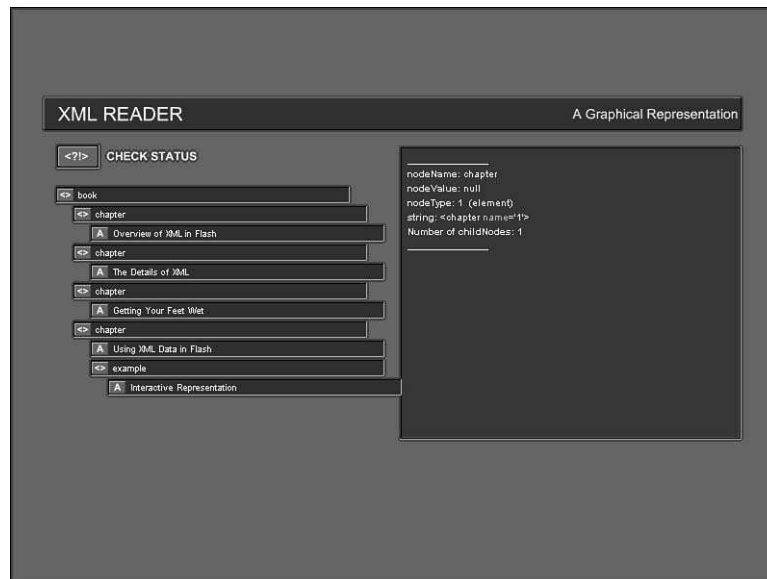 XML READER
A Graphical Representation
<?!> CHECK STATUS
<> book
<> chapter
A Overview of XML in Flash
<> chapter
A The Details of XML
<> chapter
A Getting Your Feet Wet
<> chapter
A Using XML Data in Flash
<> example
A Interactive Representation
nodeName: chapter
nodeValue: null
nodeType: 1 (element)
string: <chapter name='1'>
Number of childNodes: 1